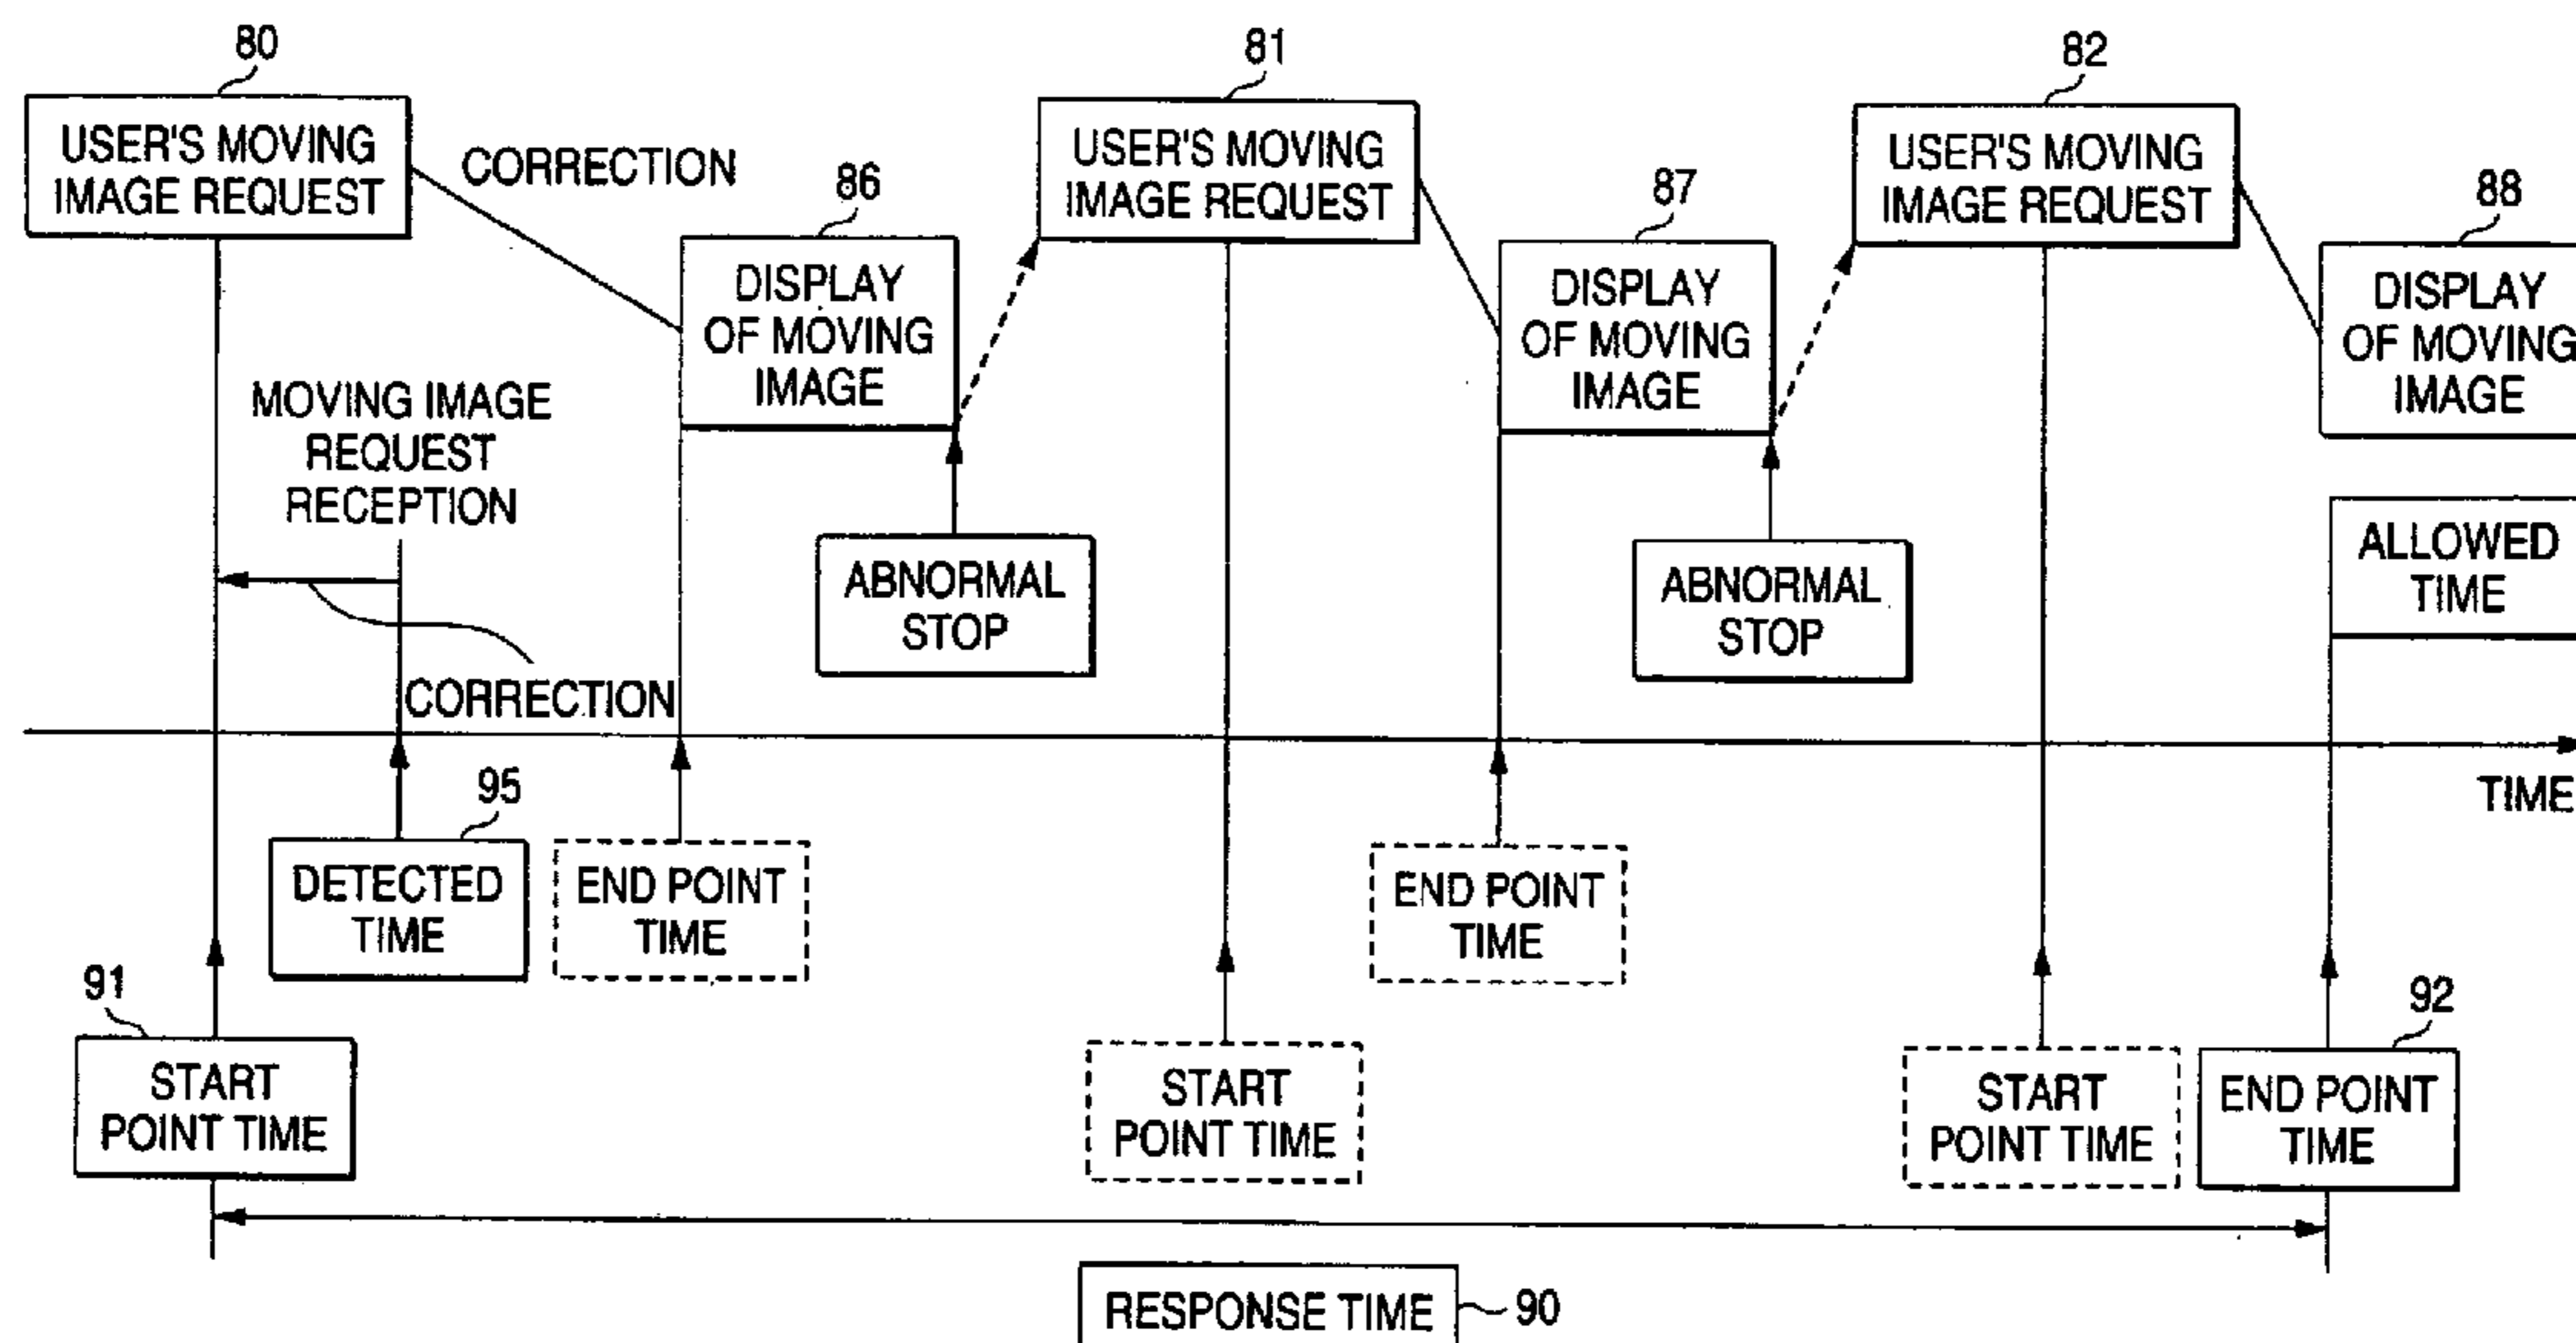 80
81
82
USER'S MOVING
IMAGE REQUEST
CORRECTION
86
USER'S MOVING
IMAGE REQUEST
87
USER'S MOVING
IMAGE REQUEST
88
DISPLAY
OF MOVING
IMAGE
DISPLAY
OF MOVING
IMAGE
DISPLAY
OF MOVING
IMAGE
MOVING IMAGE
REQUEST
RECEPTION
ABNORMAL
STOP
ABNORMAL
STOP
ALLOWED
TIME
CORRECTION
TIME
95
DETECTED
TIME
END POINT
TIME
END POINT
TIME
91
START
POINT TIME
START
POINT TIME
START
POINT TIME
92
END POINT
TIME
RESPONSE TIME
90